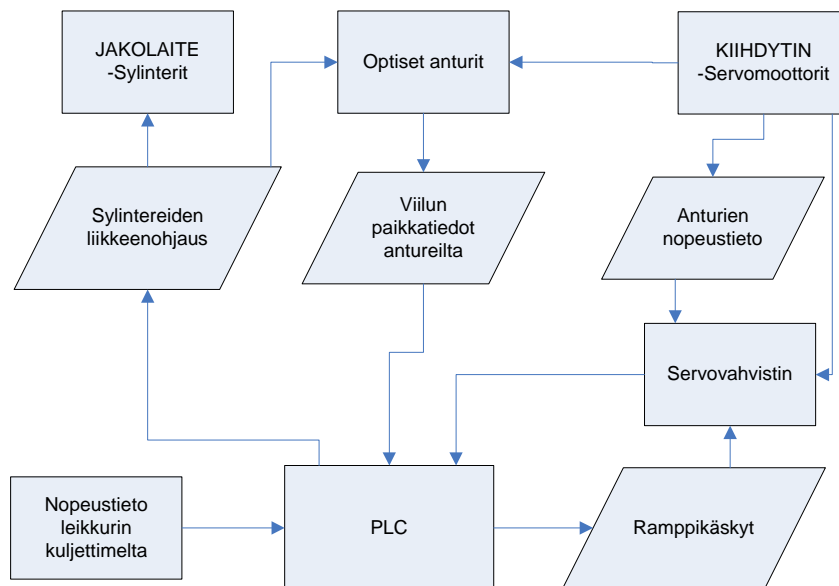 JAKOLAITE
-Sylinterit
Optiset anturit
KIIHDYTIN
-Servomoottorit
Sylintereiden
liikkeenohjaus
Viilun
paikkatiedot
antureilta
Anturien
nopeustieto
Servovahvistin
Nopeustieto
leikkurin
kuljettimelta
PLC
Ramppikäskyt